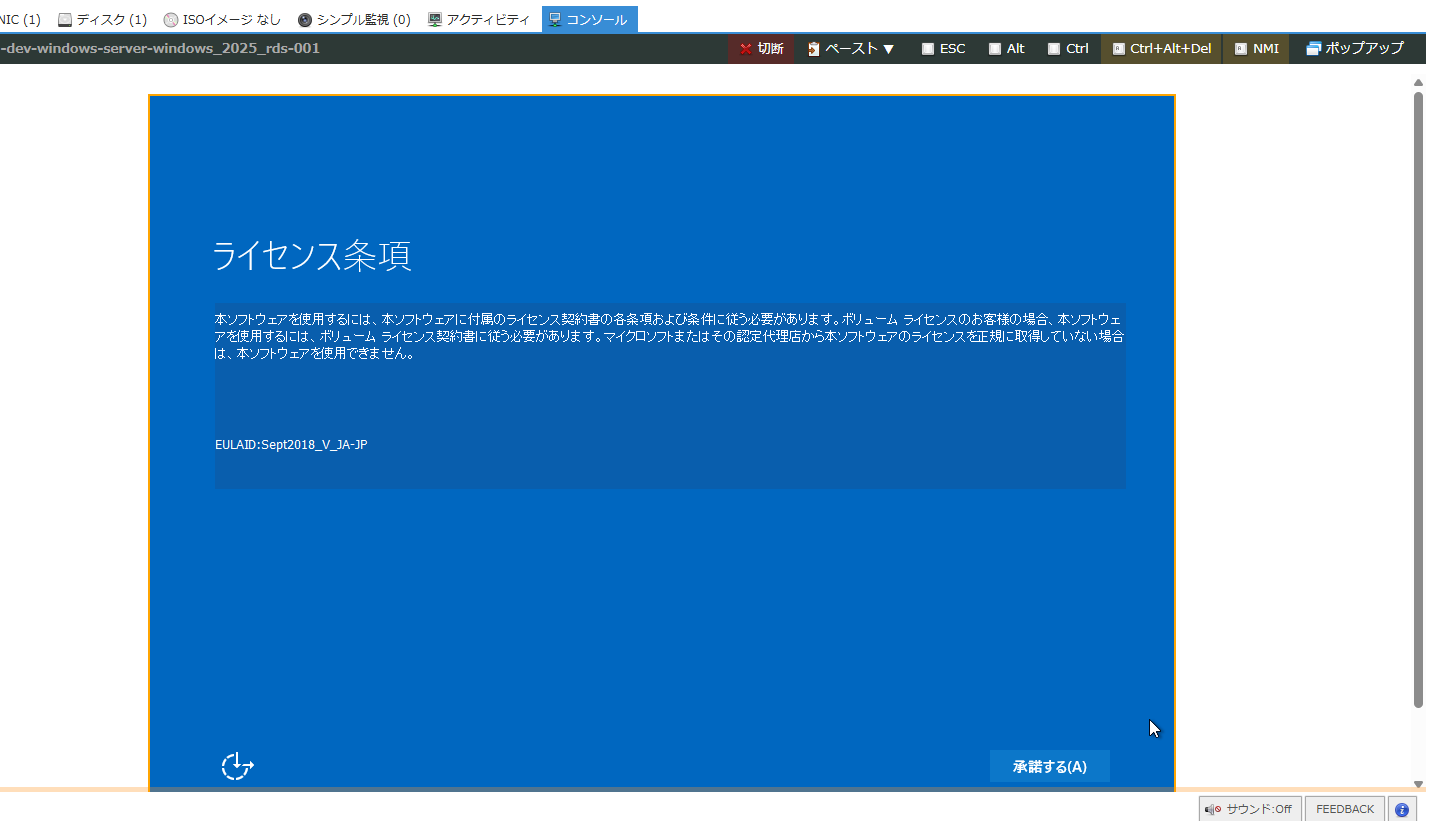 NIC (1) ディスク (1) ISOイメージ なし シンプル監視 (0) アクティビティ コンソール
-dev-windows-server-windows_2025_rds-001 切断 ペースト▼ ESC Alt Ctrl Ctrl+Alt+Del NMI ポップアップ
ライセンス条項
本ソフトウェアを使用するには、本ソフトウェアに付属のライセンス契約書の各条項および条件に従う必要があります。ボリューム ライセンスのお客様の場合、本ソフトウェ
アを使用するには、ボリューム ライセンス契約書に従う必要があります。マイクロソフトまたはその認定代理店から本ソフトウェアのライセンスを正規に取得していない場合
は、本ソフトウェアを使用できません。
EULAID:Sept2018_V_JA-JP
承諾する(A)
サウンド:Off FEEDBACK